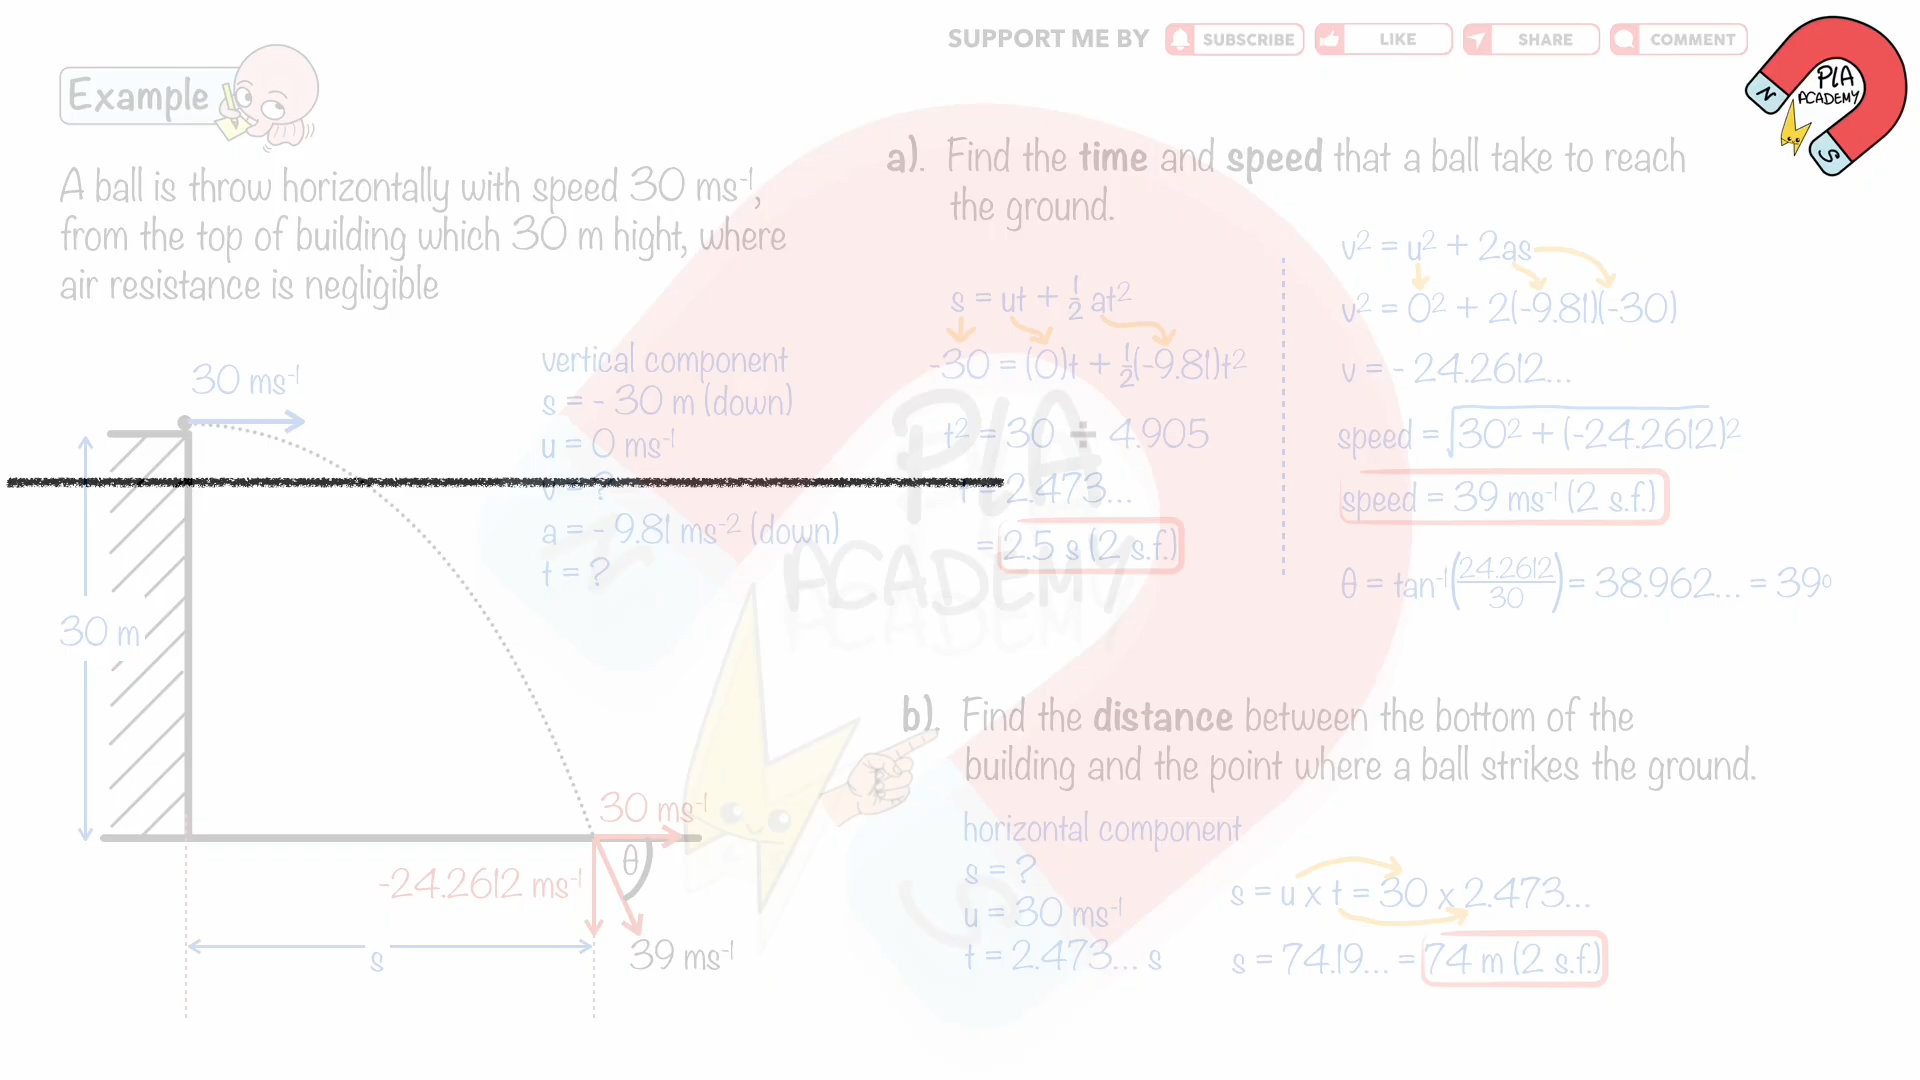 SUPPORT ME BY SUBSCRIBE LIKE SHARE COMMENT
PLA
ACADEMY
N
S
Example
A ball is throw horizontally with speed 30 ms⁻¹,
from the top of building which 30 m hight, where
air resistance is negligible
30 ms⁻¹
30 m
vertical component
s = - 30 m (down)
u = 0 ms⁻¹
v = ?
a = - 9.81 ms⁻² (down)
t = ?
30 ms⁻¹
θ
-24.2612 ms⁻¹
39 ms⁻¹
s
a). Find the time and speed that a ball take to reach
the ground.
s = ut + ½ at²
-30 = (0)t + ½(-9.81)t²
t² = 30 ÷ 4.905
t = 2.473...
= 2.5 s (2 s.f.)
v² = u² + 2as
v² = 0² + 2(-9.81)(-30)
v = - 24.2612...
speed = √30² + (-24.2612)²
speed = 39 ms⁻¹ (2 s.f.)
θ = tan⁻¹(24.2612/30) = 38.962... = 39⁰
b). Find the distance between the bottom of the
building and the point where a ball strikes the ground.
horizontal component
s = ?
u = 30 ms⁻¹
t = 2.473... s
s = u x t = 30 x 2.473...
s = 74.19... = 74 m (2 s.f.)
PLA
ACADEMY
N
S